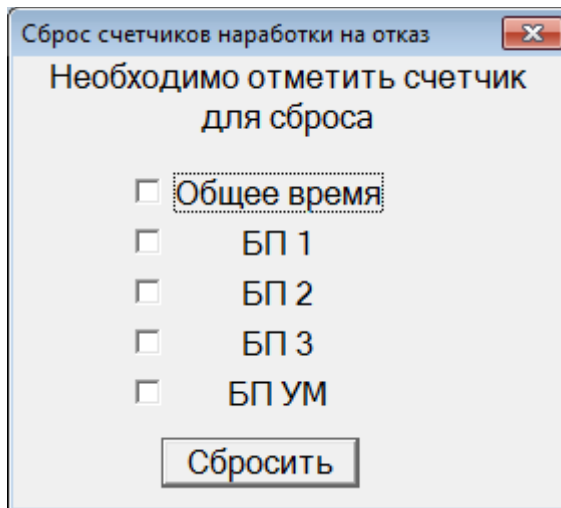 Сброс счетчиков наработки на отказ
Необходимо отметить счетчик
для сброса
Общее время
БП 1
БП 2
БП 3
БП УМ
Сбросить